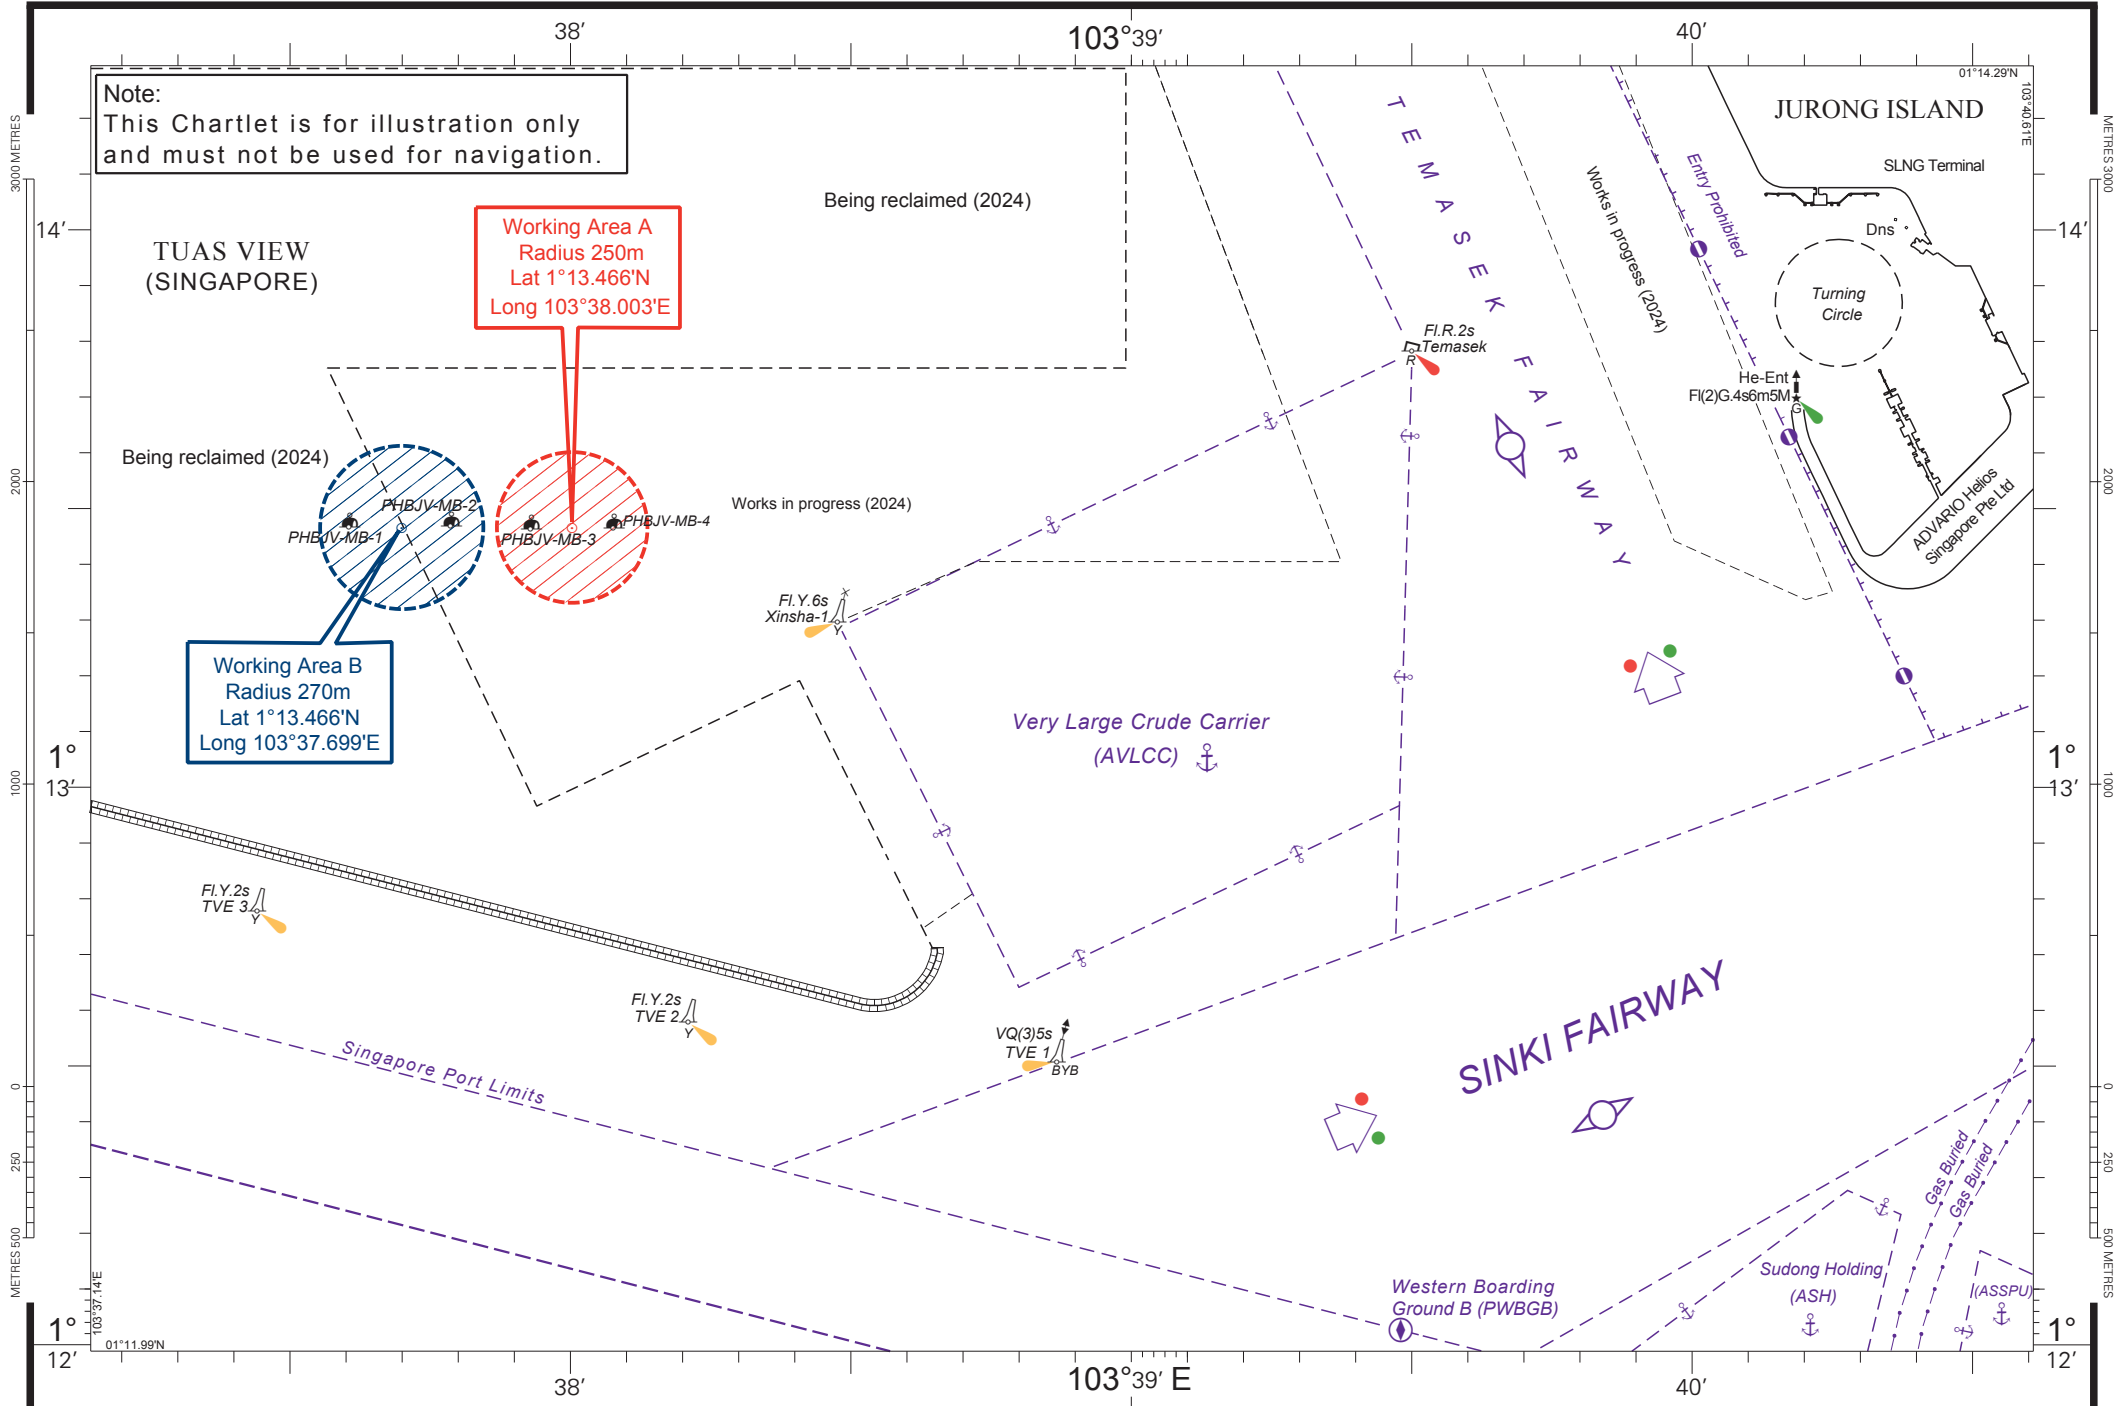 38′
103°39′
40′
01°14.29'N
103°40.61'E
3000 METRES
METRES 3000
Note:
This Chartlet is for illustration only
and must not be used for navigation.
JURONG ISLAND
SLNG Terminal
TEMASEK FAIRWAY
Entry Prohibited
Works in progress (2024)
Being reclaimed (2024)
14′
14′
Working Area A
Radius 250m
Lat 1°13.466'N
Long 103°38.003'E
TUAS VIEW
(SINGAPORE)
Dns
Turning
Circle
Fl.R.2s
Temasek
R
He-Ent
Fl(2)G.4s6m5M
G
Being reclaimed (2024)
2000
2000
PHBJV-MB-2
PHBJV-MB-1
PHBJV-MB-4
PHBJV-MB-3
Works in progress (2024)
ADVARIO Helios
Singapore Pte Ltd
Fl.Y.6s
Xinsha-1
Y
Working Area B
Radius 270m
Lat 1°13.466'N
Long 103°37.699'E
Very Large Crude Carrier
(AVLCC)
1°
13′
1°
13′
1000
1000
Fl.Y.2s
TVE 3
Y
Fl.Y.2s
TVE 2
Y
VQ(3)5s
TVE 1
BYB
SINKI FAIRWAY
Singapore Port Limits
0
0
250
250
METRES 500
500 METRES
Gas Buried
Gas Buried
Western Boarding
Ground B (PWBGB)
Sudong Holding
(ASH)
(ASSPU)
103°37.14'E
01°11.99'N
1°
12′
1°
12′
38′
103°39′ E
40′